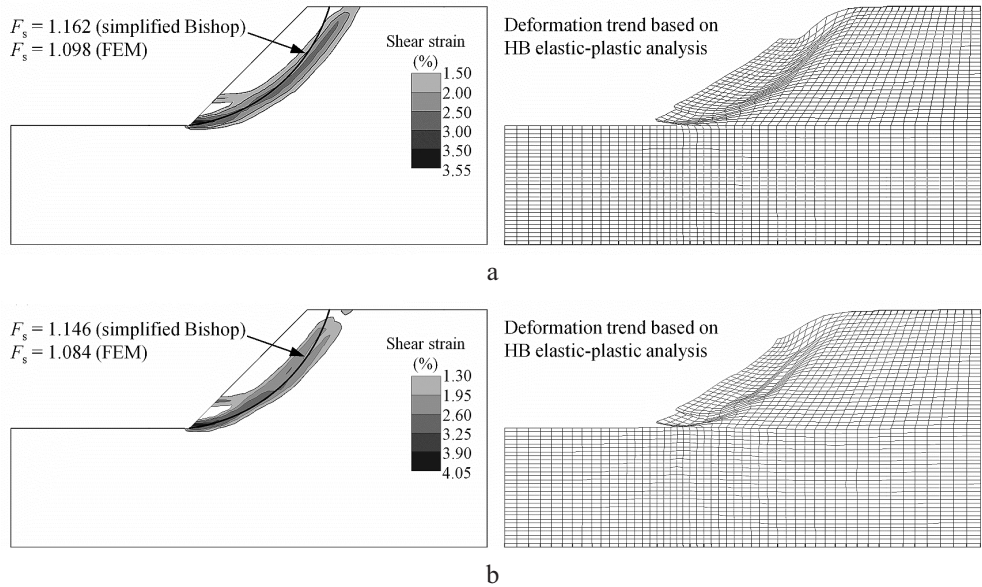 Fs = 1.162 (simplified Bishop)
Fs = 1.098 (FEM)
Shear strain
(%)
1.50
2.00
2.50
3.00
3.50
3.55
Deformation trend based on
HB elastic-plastic analysis
a
Fs = 1.146 (simplified Bishop)
Fs = 1.084 (FEM)
Shear strain
(%)
1.30
1.95
2.60
3.25
3.90
4.05
Deformation trend based on
HB elastic-plastic analysis
b